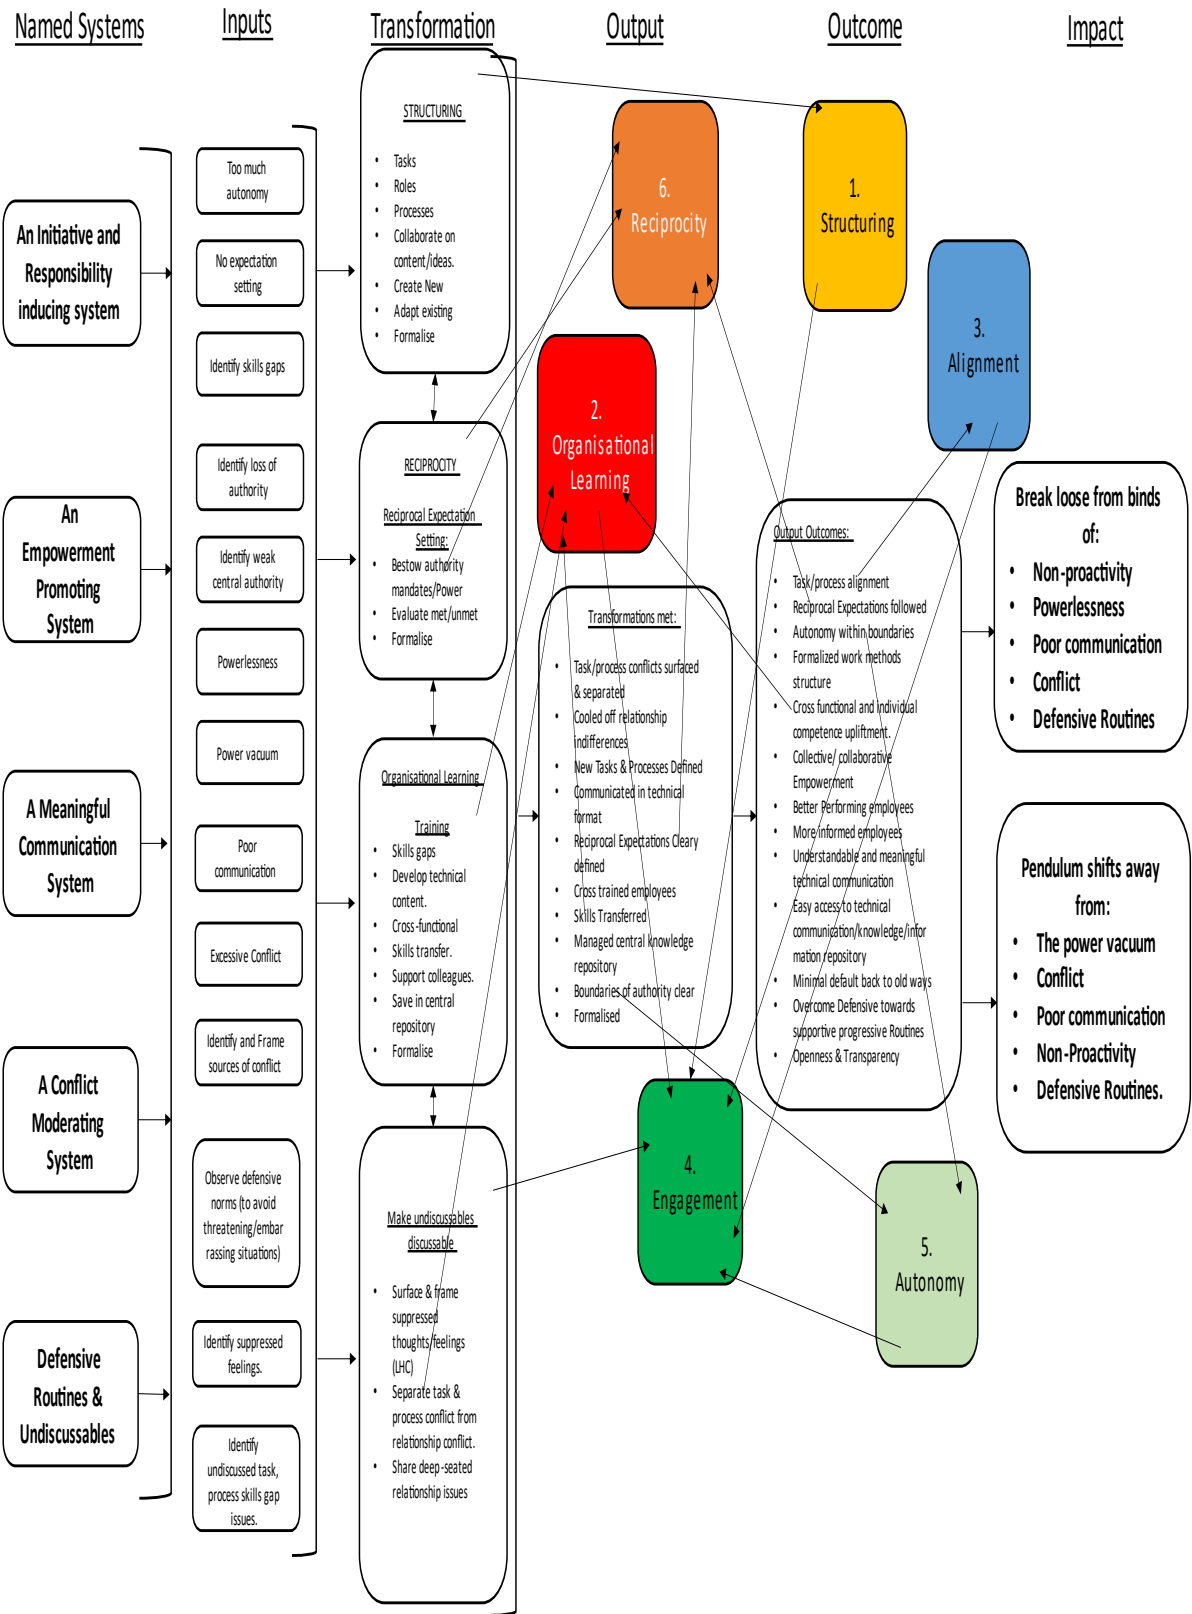 Named Systems
Inputs
Transformation
Output
Outcome
Impact
An Initiative and
Responsibility
inducing system
An
Empowerment
Promoting
System
A Meaningful
Communication
System
A Conflict
Moderating
System
Defensive
Routines &
Undiscussables
Too much
autonomy
No expectation
setting
Identify skills gaps
Identify loss of
authority
Identify weak
central authority
Powerlessness
Power vacuum
Poor
communication
Excessive Conflict
Identify and Frame
sources of conflict
Observe defensive
norms (to avoid
threatening/embar
rassing situations)
Identify suppressed
feelings.
Identify
undiscussed task,
process skills gap
issues.
STRUCTURING
• Tasks
• Roles
• Processes
• Collaborate on
content/ideas.
• Create New
• Adapt existing
• Formalise
RECIPROCITY
Reciprocal Expectation
Setting:
• Bestow authority
mandates/Power
• Evaluate met/unmet
• Formalise
Organisational Learning
Training
• Skills gaps
• Develop technical
content.
• Cross-functional
• Skills transfer.
• Support colleagues.
• Save in central
repository
• Formalise
Make undiscussables
discussable
• Surface & frame
suppressed
thoughts/feelings
(LHC)
• Separate task &
process conflict from
relationship conflict.
• Share deep-seated
relationship issues
6.
Reciprocity
2.
Organisational
Learning
Transformations met:
• Task/process conflicts surfaced
& separated
• Cooled off relationship
indifferences
• New Tasks & Processes Defined
• Communicated in technical
format
• Reciprocal Expectations Cleary
defined
• Cross trained employees
• Skills Transferred
• Managed central knowledge
repository
• Boundaries of authority clear
• Formalised
4.
Engagement
1.
Structuring
3.
Alignment
Output Outcomes:
• Task/process alignment
• Reciprocal Expectations followed
• Autonomy within boundaries
• Formalized work methods
structure
• Cross functional and individual
competence upliftment.
• Collective/ collaborative
Empowerment
• Better Performing employees
• More informed employees
• Understandable and meaningful
technical communication
• Easy access to technical
communication/knowledge/infor
mation repository
• Minimal default back to old ways
• Overcome Defensive towards
supportive progressive Routines
• Openness & Transparency
5.
Autonomy
Break loose from binds
of:
• Non-proactivity
• Powerlessness
• Poor communication
• Conflict
• Defensive Routines
Pendulum shifts away
from:
• The power vacuum
• Conflict
• Poor communication
• Non-Proactivity
• Defensive Routines.